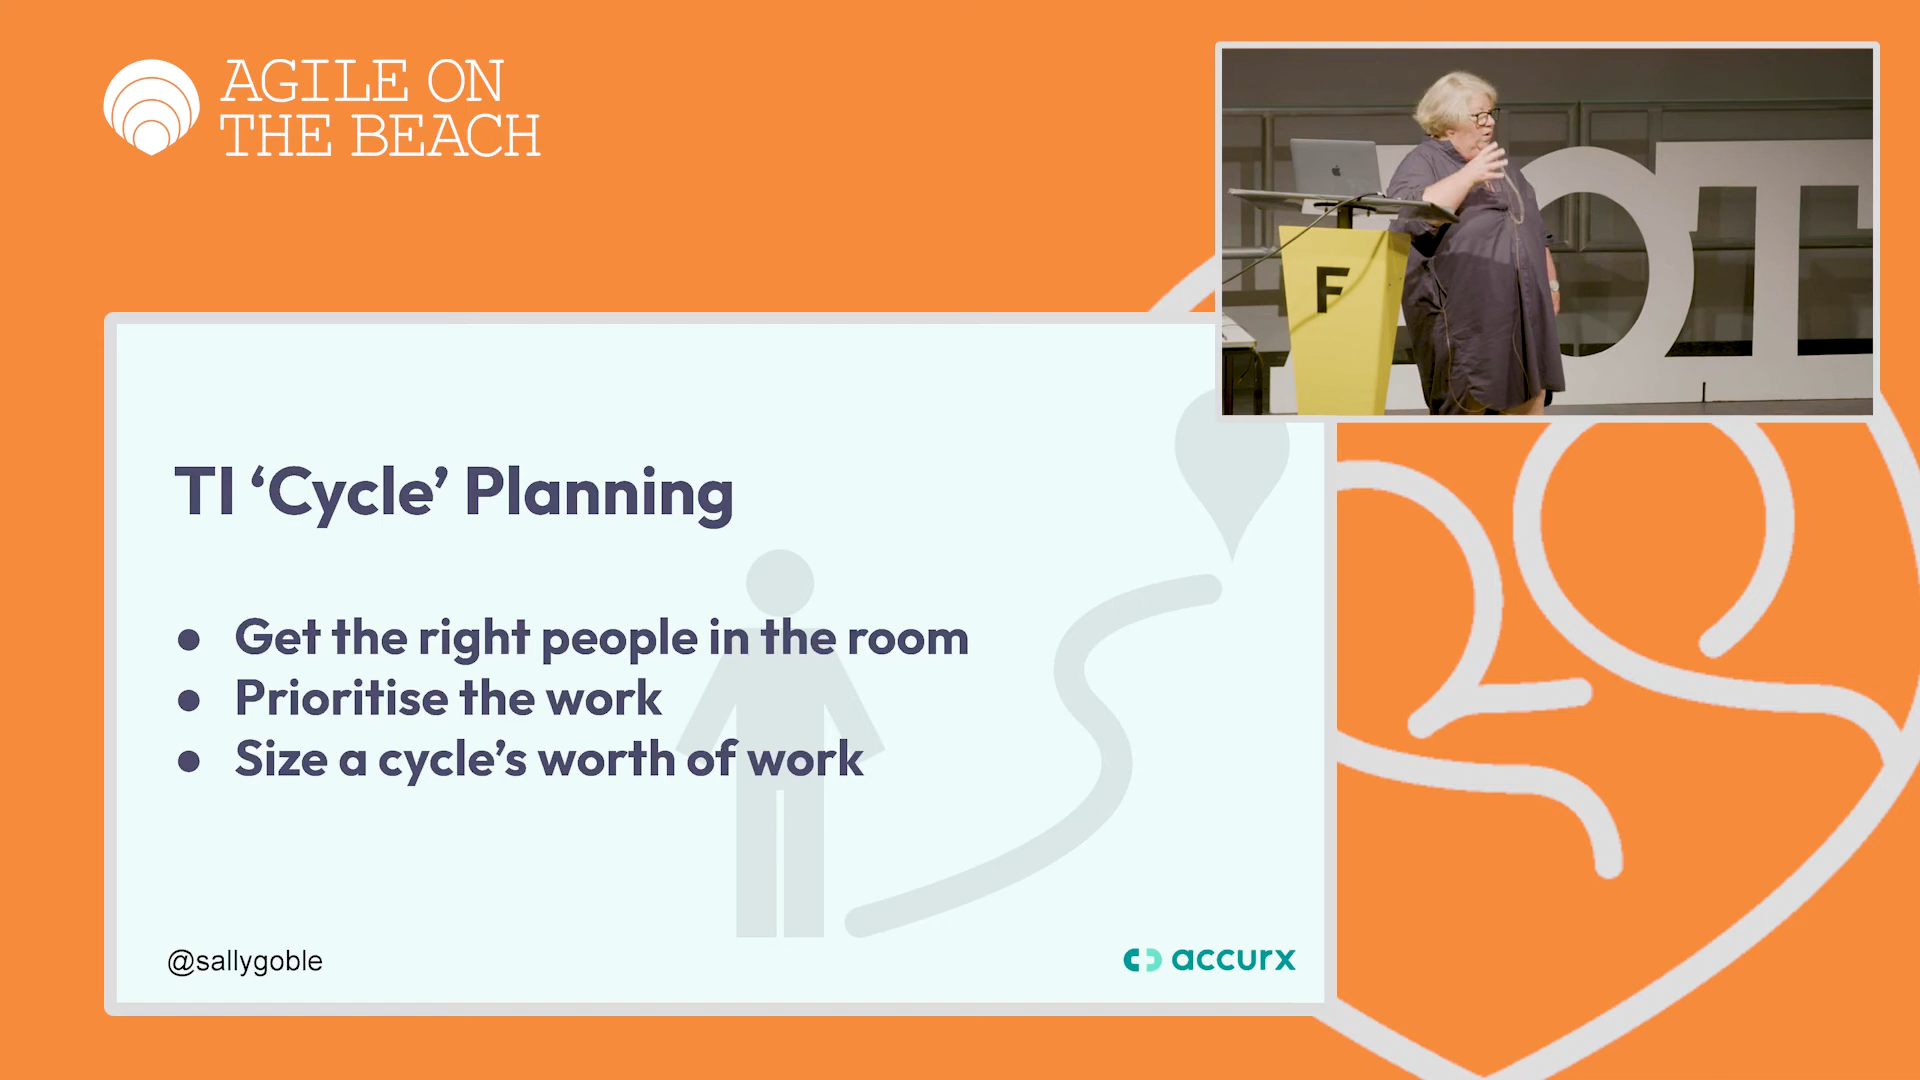 AGILE ON
THE BEACH
F
TI ‘Cycle’ Planning
● Get the right people in the room
● Prioritise the work
● Size a cycle’s worth of work
@sallygoble
accurx